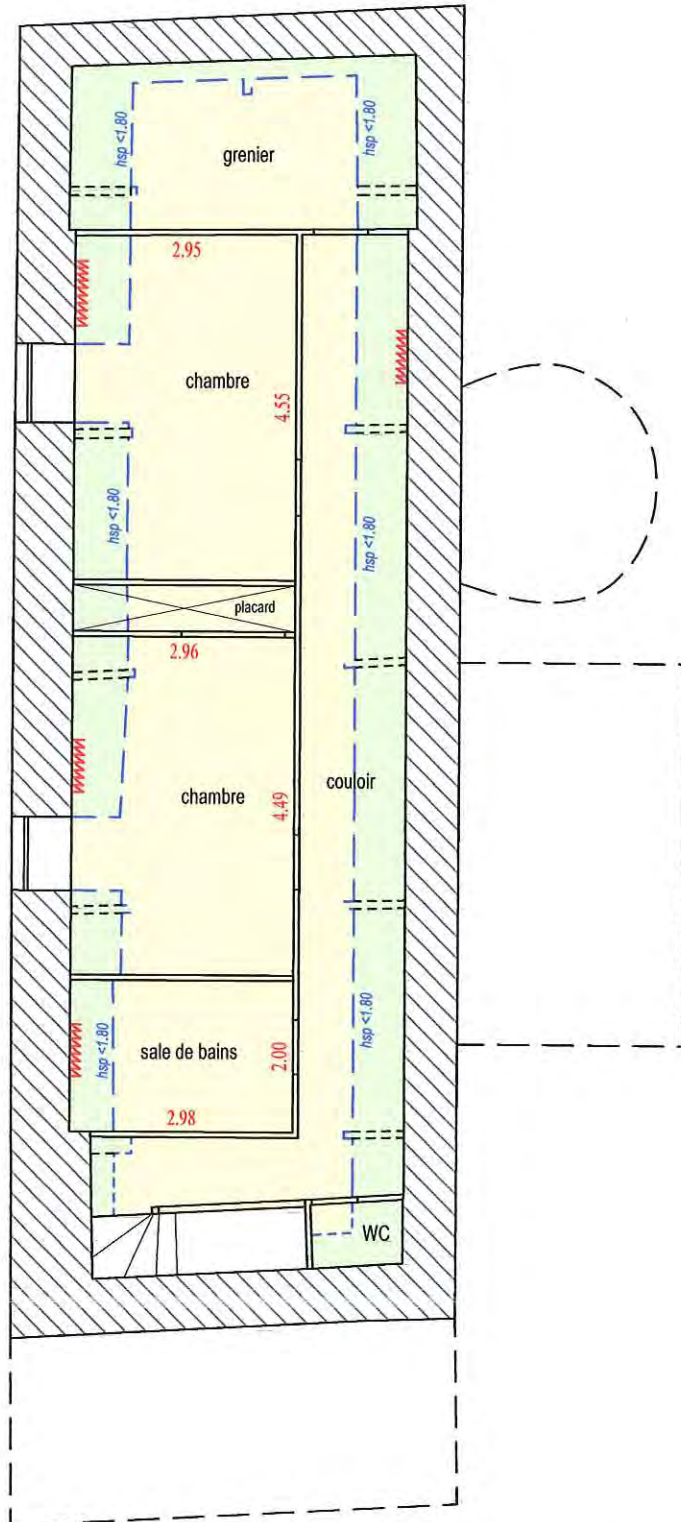 hsp <1.80
hsp <1.80
grenier
2.95
chambre
4.55
hsp <1.80
hsp <1.80
placard
2.96
chambre
4.49
couloir
hsp <1.80
hsp <1.80
sale de bains
2.00
2.98
WC